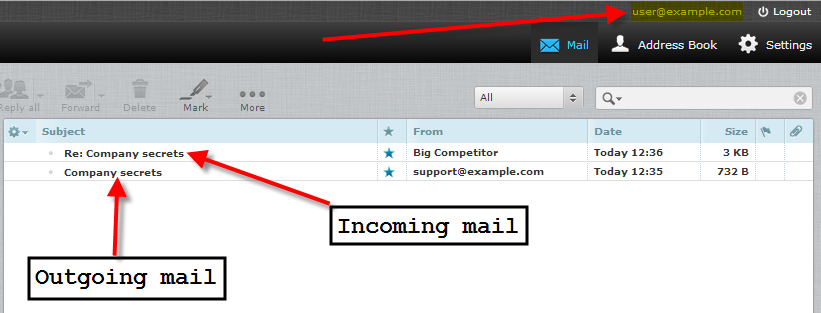 user@example.com Logout
Mail Address Book Settings
Reply all Forward Delete Mark More All
Subject From Date Size
Re: Company secrets Big Competitor Today 12:36 3 KB
Company secrets support@example.com Today 12:35 732 B
Incoming mail
Outgoing mail